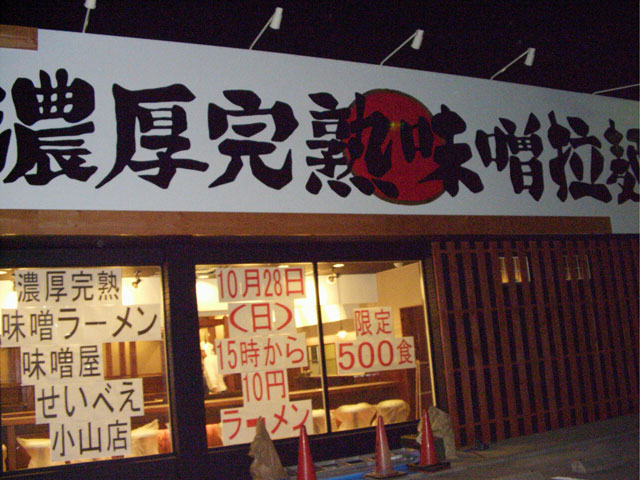 濃厚完熟味噌拉麺
濃厚完熟
味噌ラーメン
味噌屋
せいべえ
小山店
10月28日
(日)
15時から
10円
ラーメン
限定
500食